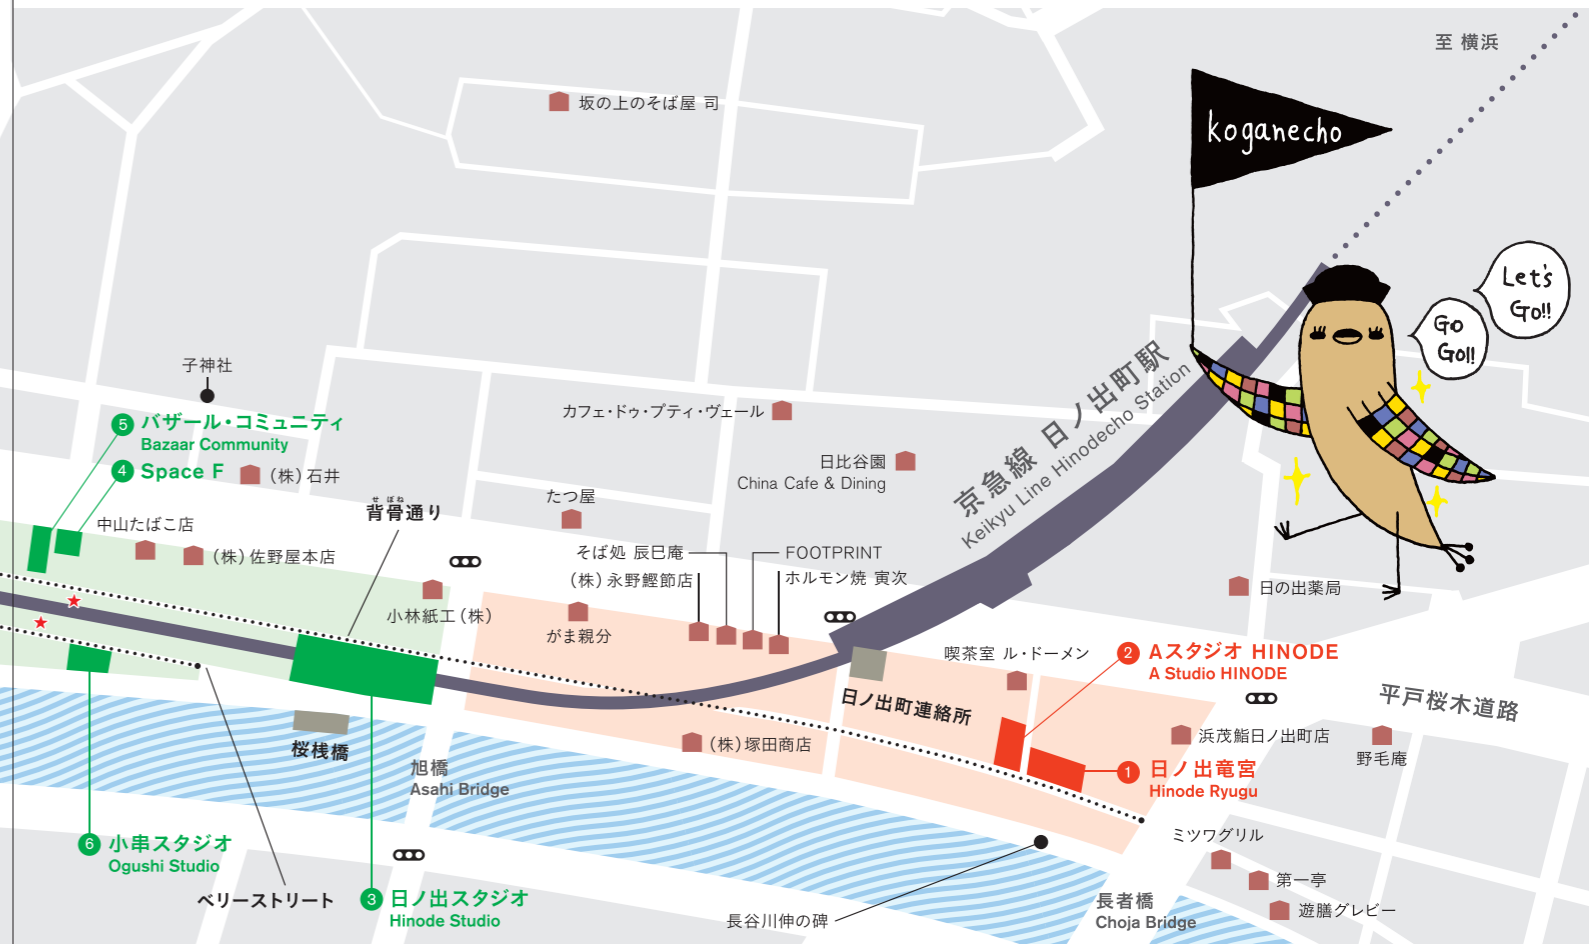 至 横浜
koganecho
坂の上のそば屋 司
Let's
Go!!
Go
Go!!
子神社
カフェ・ドゥ・プティ・ヴェール
京急線 日ノ出町駅
Keikyu Line Hinodecho Station
5 バザール・コミュニティ
Bazaar Community
4 Space F
(株)石井
日比谷園
China Cafe & Dining
せぼね
背骨通り
たつ屋
中山たばこ店
(株)佐野屋本店
そば処 辰巳庵
FOOTPRINT
(株)永野鰹節店
ホルモン焼 寅次
日の出薬局
小林紙工(株)
がま親分
喫茶室 ル・ドーメン
2 Aスタジオ HINODE
A Studio HINODE
日ノ出町連絡所
平戸桜木道路
浜茂鮨日ノ出町店
野毛庵
(株)塚田商店
桜桟橋
旭橋
Asahi Bridge
1 日ノ出竜宮
Hinode Ryugu
ミツワグリル
6 小串スタジオ
Ogushi Studio
第一亭
遊膳グレビー
ベリーストリート
3 日ノ出スタジオ
Hinode Studio
長谷川伸の碑
長者橋
Choja Bridge